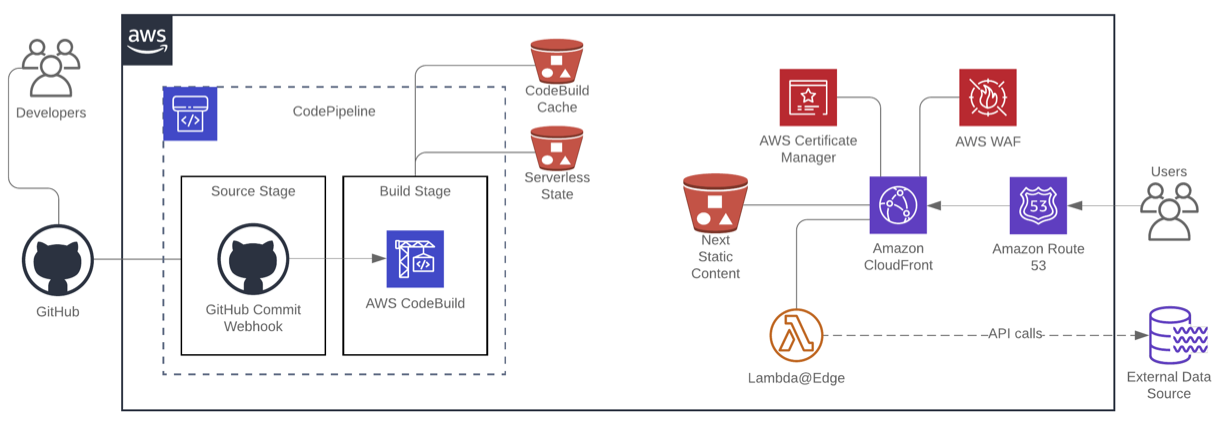 aws
Developers
GitHub
CodePipeline
Source Stage
GitHub Commit
Webhook
Build Stage
AWS CodeBuild
CodeBuild
Cache
Serverless
State
AWS Certificate
Manager
AWS WAF
Next
Static
Content
Amazon
CloudFront
53
Amazon Route
53
Users
Lambda@Edge
API calls
External Data
Source